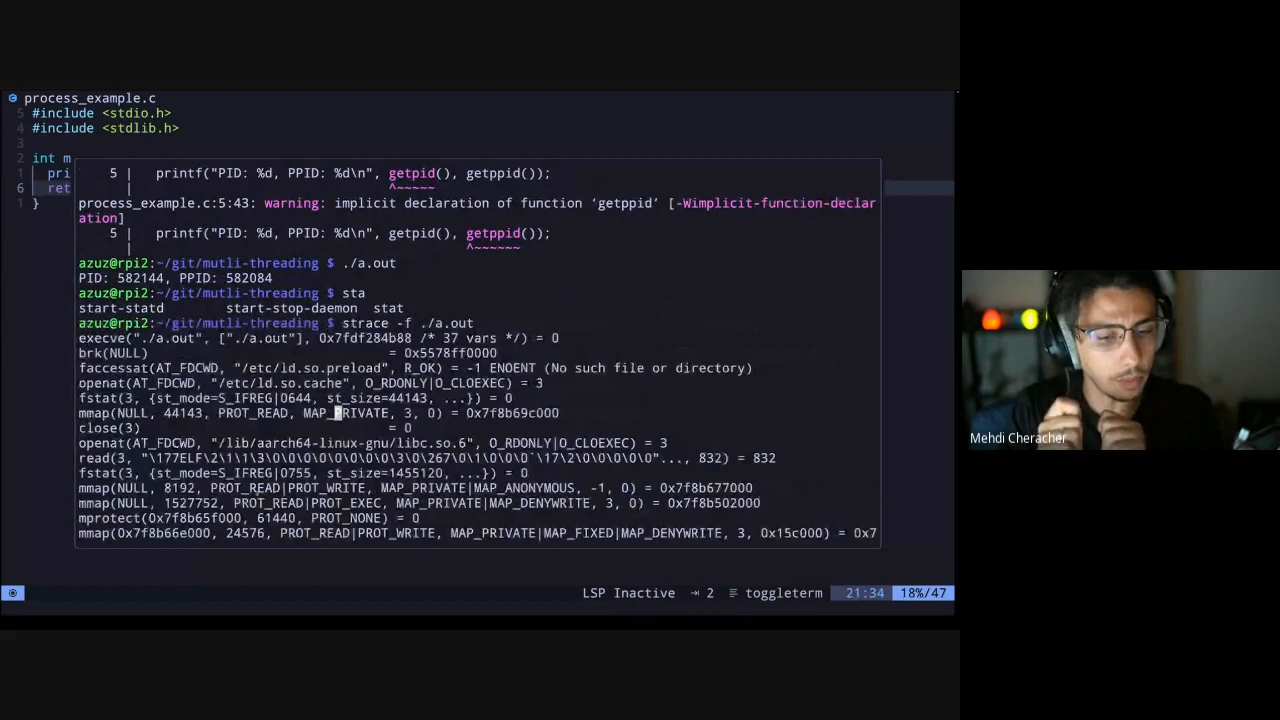 process_example.c
5 #include <stdio.h>
4 #include <stdlib.h>
3
2 int m
1 pri
6 ret
1 }
5 |   printf("PID: %d, PPID: %d\n", getpid(), getppid());
|                                 ^~~~~~
process_example.c:5:43: warning: implicit declaration of function ‘getppid’ [-Wimplicit-function-declar
ation]
5 |   printf("PID: %d, PPID: %d\n", getpid(), getppid());
|                                           ^~~~~~~
azuz@rpi2:~/git/mutli-threading $ ./a.out
PID: 582144, PPID: 582084
azuz@rpi2:~/git/mutli-threading $ sta
start-statd        start-stop-daemon  stat
azuz@rpi2:~/git/mutli-threading $ strace -f ./a.out
execve("./a.out", ["./a.out"], 0x7fdf284b88 /* 37 vars */) = 0
brk(NULL)                               = 0x5578ff0000
faccessat(AT_FDCWD, "/etc/ld.so.preload", R_OK) = -1 ENOENT (No such file or directory)
openat(AT_FDCWD, "/etc/ld.so.cache", O_RDONLY|O_CLOEXEC) = 3
fstat(3, {st_mode=S_IFREG|0644, st_size=44143, ...}) = 0
mmap(NULL, 44143, PROT_READ, MAP_PRIVATE, 3, 0) = 0x7f8b69c000
close(3)                                = 0
openat(AT_FDCWD, "/lib/aarch64-linux-gnu/libc.so.6", O_RDONLY|O_CLOEXEC) = 3
read(3, "\177ELF\2\1\1\3\0\0\0\0\0\0\0\0\3\0\267\0\1\0\0\0`\17\2\0\0\0\0\0"..., 832) = 832
fstat(3, {st_mode=S_IFREG|0755, st_size=1455120, ...}) = 0
mmap(NULL, 8192, PROT_READ|PROT_WRITE, MAP_PRIVATE|MAP_ANONYMOUS, -1, 0) = 0x7f8b677000
mmap(NULL, 1527752, PROT_READ|PROT_EXEC, MAP_PRIVATE|MAP_DENYWRITE, 3, 0) = 0x7f8b502000
mprotect(0x7f8b65f000, 61440, PROT_NONE) = 0
mmap(0x7f8b66e000, 24576, PROT_READ|PROT_WRITE, MAP_PRIVATE|MAP_FIXED|MAP_DENYWRITE, 3, 0x15c000) = 0x7
LSP Inactive 2 toggleterm 21:34 18%/47
Mehdi Cheracher